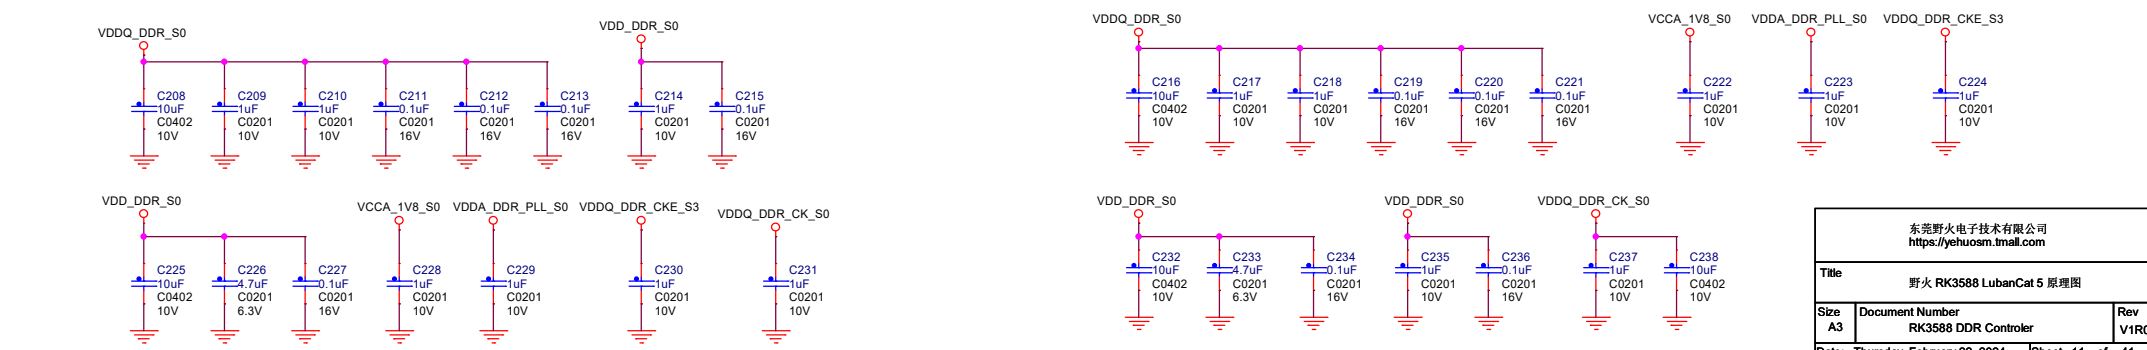 VDDQ_DDR_S0
C208
10uF
C0402
10V
C209
1uF
C0201
10V
C210
1uF
C0201
10V
C211
0.1uF
C0201
16V
C212
0.1uF
C0201
16V
C213
0.1uF
C0201
16V
VDD_DDR_S0
C214
1uF
C0201
10V
C215
0.1uF
C0201
16V
VDDQ_DDR_S0
C216
10uF
C0402
10V
C217
1uF
C0201
10V
C218
1uF
C0201
10V
C219
0.1uF
C0201
16V
C220
0.1uF
C0201
16V
C221
0.1uF
C0201
16V
VCCA_1V8_S0
C222
1uF
C0201
10V
VDDA_DDR_PLL_S0
C223
1uF
C0201
10V
VDDQ_DDR_CKE_S3
C224
1uF
C0201
10V
VDD_DDR_S0
C225
10uF
C0402
10V
C226
4.7uF
C0201
6.3V
C227
0.1uF
C0201
16V
VCCA_1V8_S0
C228
1uF
C0201
10V
VDDA_DDR_PLL_S0
C229
1uF
C0201
10V
VDDQ_DDR_CKE_S3
C230
1uF
C0201
10V
VDDQ_DDR_CK_S0
C231
1uF
C0201
10V
VDD_DDR_S0
C232
10uF
C0402
10V
C233
4.7uF
C0201
6.3V
C234
0.1uF
C0201
16V
VDD_DDR_S0
C235
1uF
C0201
10V
C236
0.1uF
C0201
16V
VDDQ_DDR_CK_S0
C237
1uF
C0201
10V
C238
10uF
C0402
10V
东莞野火电子技术有限公司
https://yehuosm.tmall.com
Title
野火 RK3588 LubanCat 5 原理图
Size
A3
Document Number
RK3588 DDR Controler
Rev